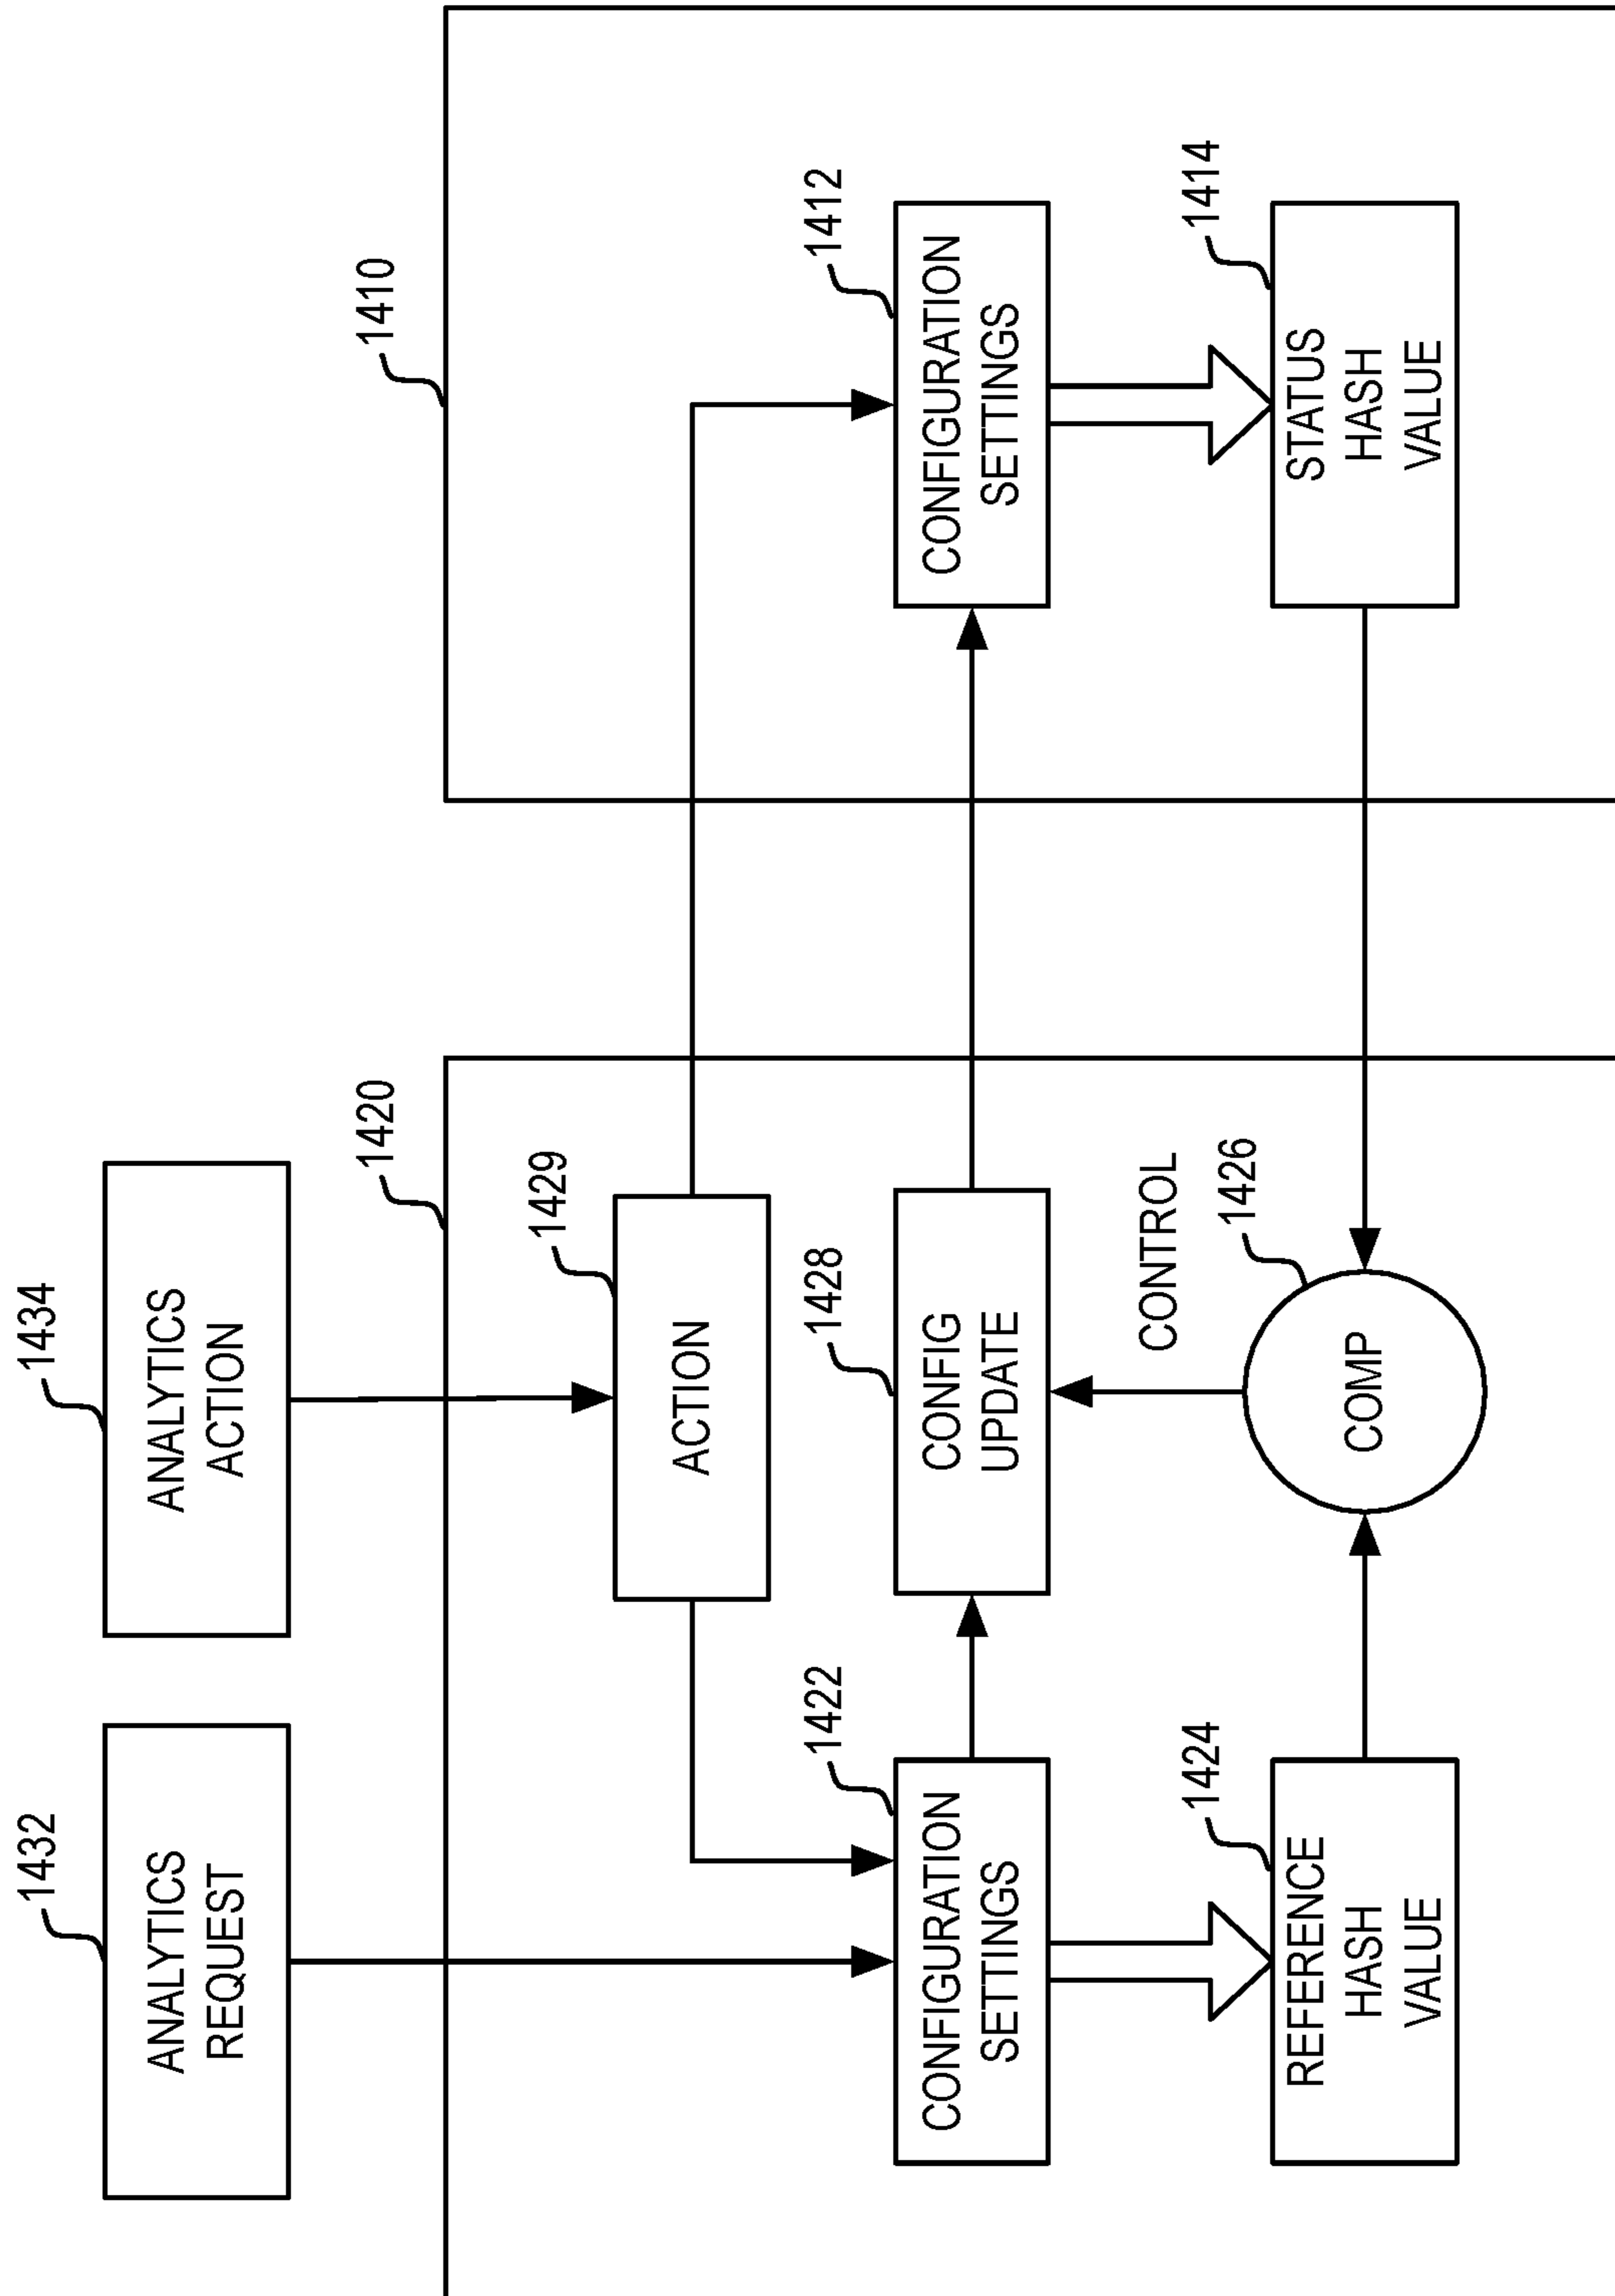 1432
ANALYTICS
REQUEST
1434
ANALYTICS
ACTION
1420
1410
1429
ACTION
1422
CONFIGURATION
SETTINGS
1428
CONFIG
UPDATE
1412
CONFIGURATION
SETTINGS
CONTROL
1424
REFERENCE
HASH
VALUE
1426
COMP
1414
STATUS
HASH
VALUE